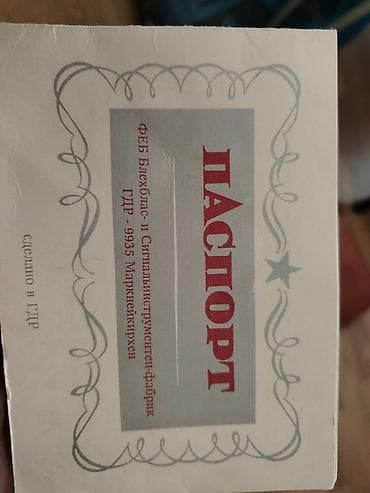 ПАСПОРТ
ФЕБ Блехблас- и Сигнальинструментен-фабрик
ГДР - 9935 Маркнейкирхен
сделано в ГДР